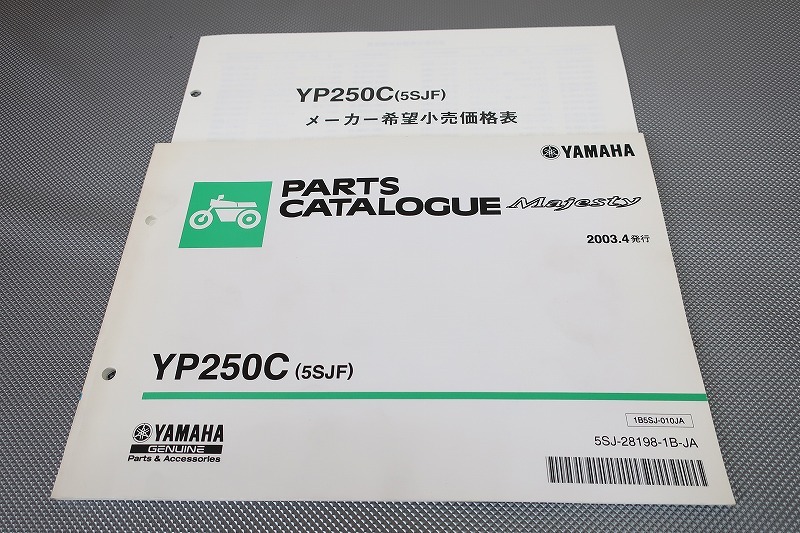 YP250C(5SJF)
メーカー希望小売価格表
YAMAHA
PARTS
CATALOGUE Majesty
2003.4発行
YP250C (5SJF)
1B5SJ-010JA
5SJ-28198-1B-JA
YAMAHA
GENUINE
Parts & Accessories